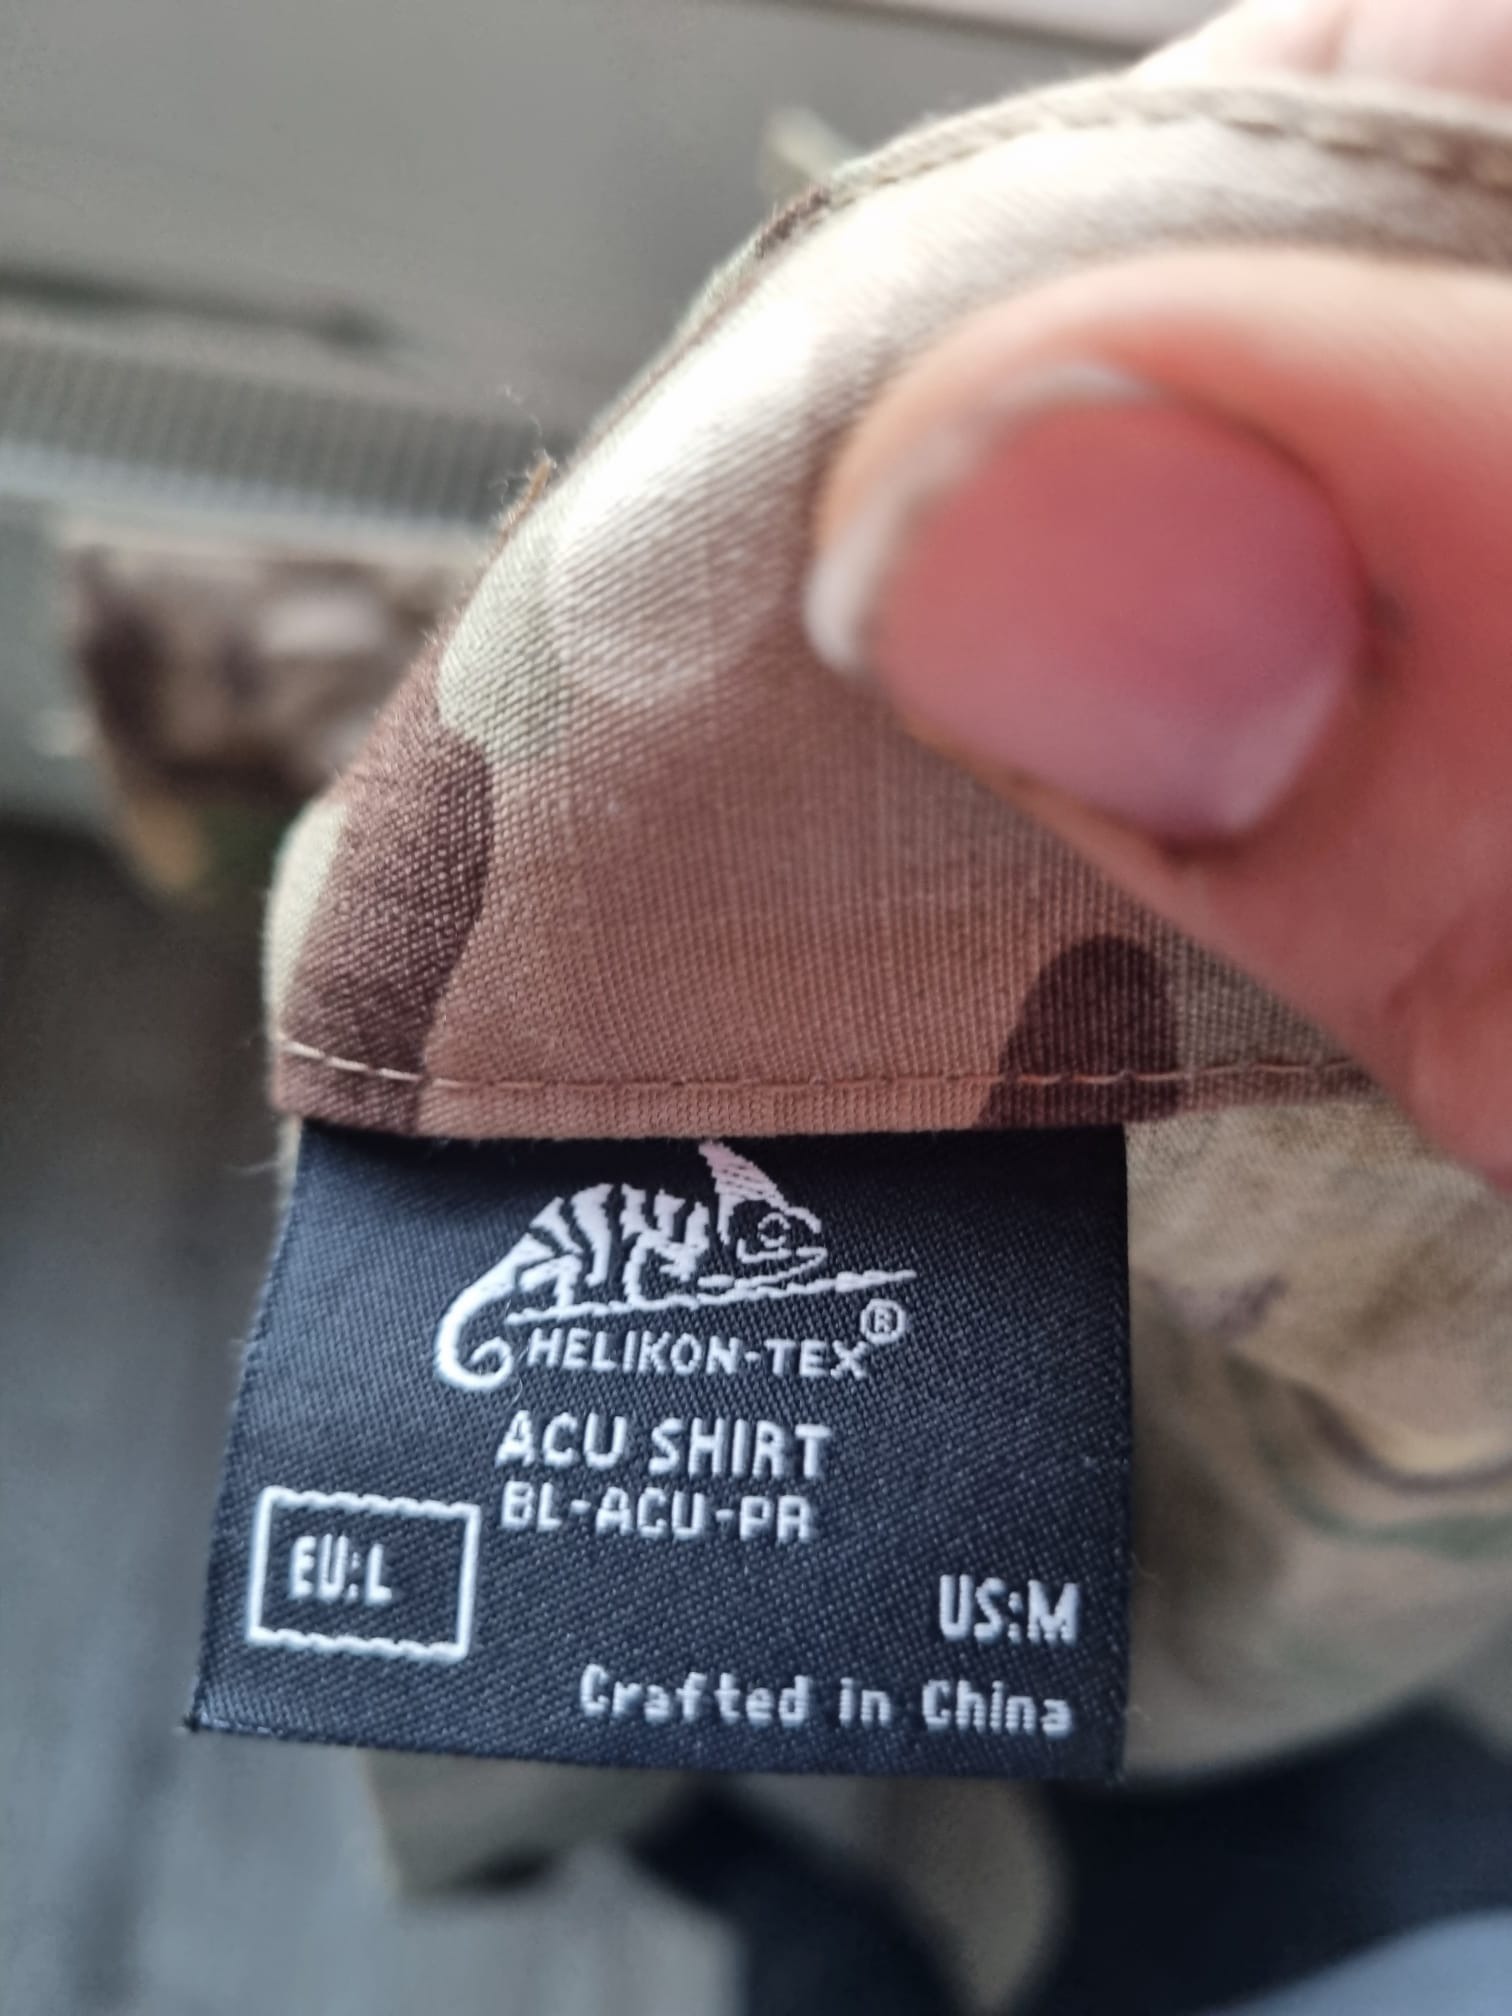 HELIKON-TEX®
ACU SHIRT
BL-ACU-PR
EU:L
US:M
Crafted in China